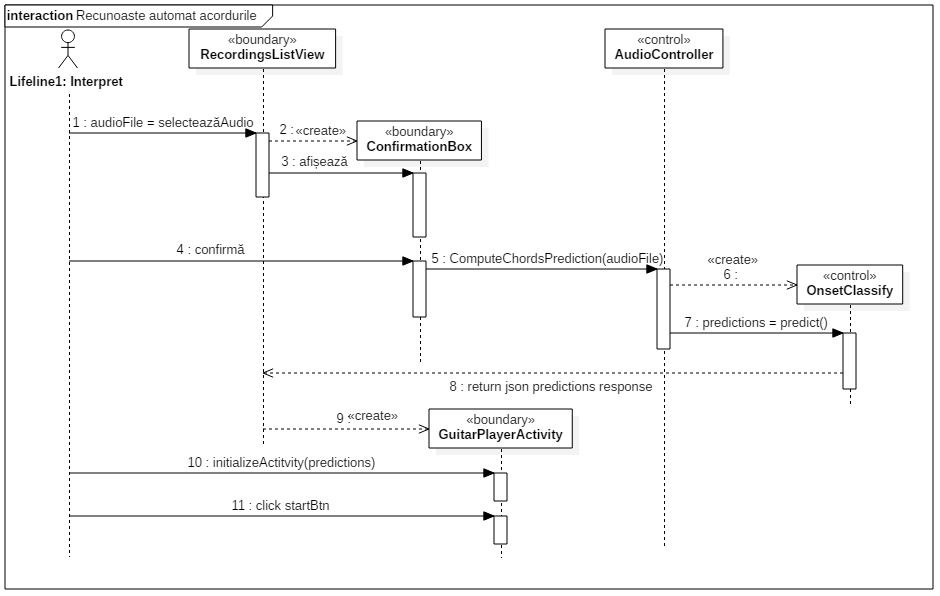 interaction Recunoaste automat acordurile
«boundary»
RecordingsListView
«control»
AudioController
Lifeline1: Interpret
1 : audioFile = selecteazăAudio
2 : «create»
«boundary»
ConfirmationBox
3 : afișează
4 : confirmă
5 : ComputeChordsPrediction(audioFile)
«create»
6 :
«control»
OnsetClassify
7 : predictions = predict()
8 : return json predictions response
9 «create»
«boundary»
GuitarPlayerActivity
10 : initializeActitvity(predictions)
11 : click startBtn